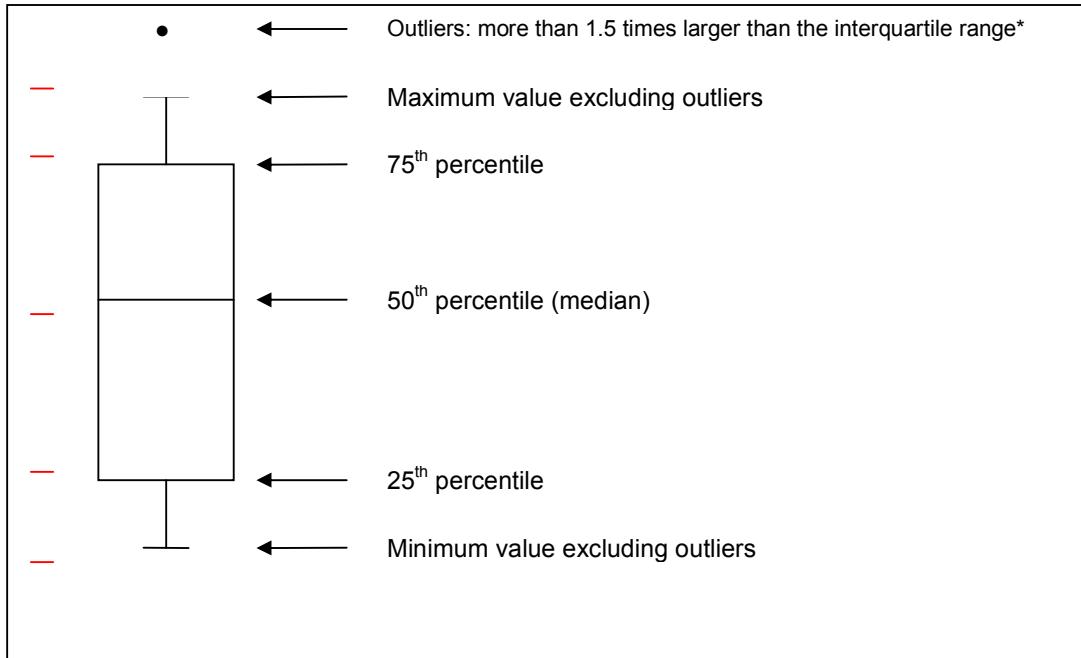 Outliers: more than 1.5 times larger than the interquartile range*
Maximum value excluding outliers
75th percentile
50th percentile (median)
25th percentile
Minimum value excluding outliers